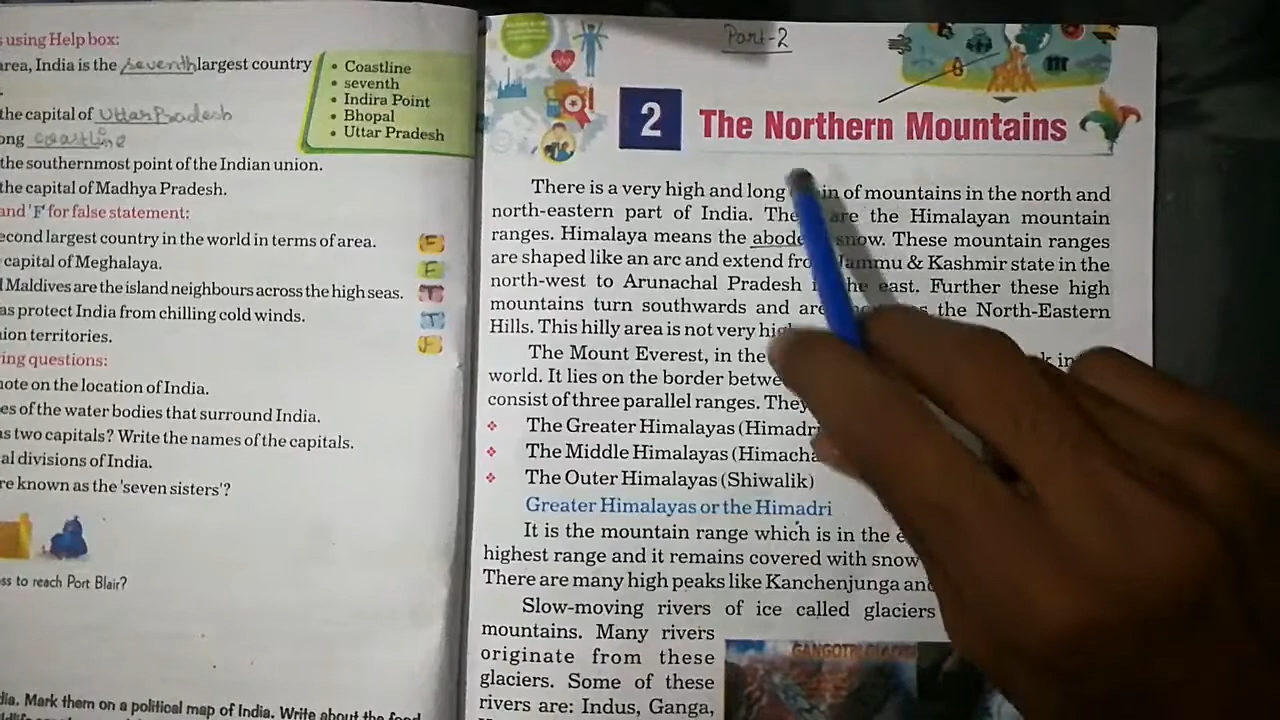 s using Help box:
area, India is the seventh largest country
the capital of Uttar Pradesh
ong coastline
the southernmost point of the Indian union.
the capital of Madhya Pradesh.
and 'F' for false statement:
econd largest country in the world in terms of area. F
capital of Meghalaya. F
l Maldives are the island neighbours across the high seas. T
as protect India from chilling cold winds. T
nion territories. F
ring questions:
note on the location of India.
es of the water bodies that surround India.
as two capitals? Write the names of the capitals.
al divisions of India.
re known as the 'seven sisters'?
ss to reach Port Blair?
dia. Mark them on a political map of India. Write about the food
• Coastline
• seventh
• Indira Point
• Bhopal
• Uttar Pradesh
Part-2
2 The Northern Mountains
There is a very high and long in of mountains in the north and
north-eastern part of India. The are the Himalayan mountain
ranges. Himalaya means the abode snow. These mountain ranges
are shaped like an arc and extend fro Jammu & Kashmir state in the
north-west to Arunachal Pradesh he east. Further these high
mountains turn southwards and are the North-Eastern
Hills. This hilly area is not very hig
The Mount Everest, in the k in
world. It lies on the border betwe
consist of three parallel ranges. They
❖ The Greater Himalayas (Himadri
❖ The Middle Himalayas (Himacha
❖ The Outer Himalayas (Shiwalik)
Greater Himalayas or the Himadri
It is the mountain range which is in the e
highest range and it remains covered with snow
There are many high peaks like Kanchenjunga and
Slow-moving rivers of ice called glaciers
mountains. Many rivers
originate from these
glaciers. Some of these
rivers are: Indus, Ganga,
GANGOTRI GLACIER